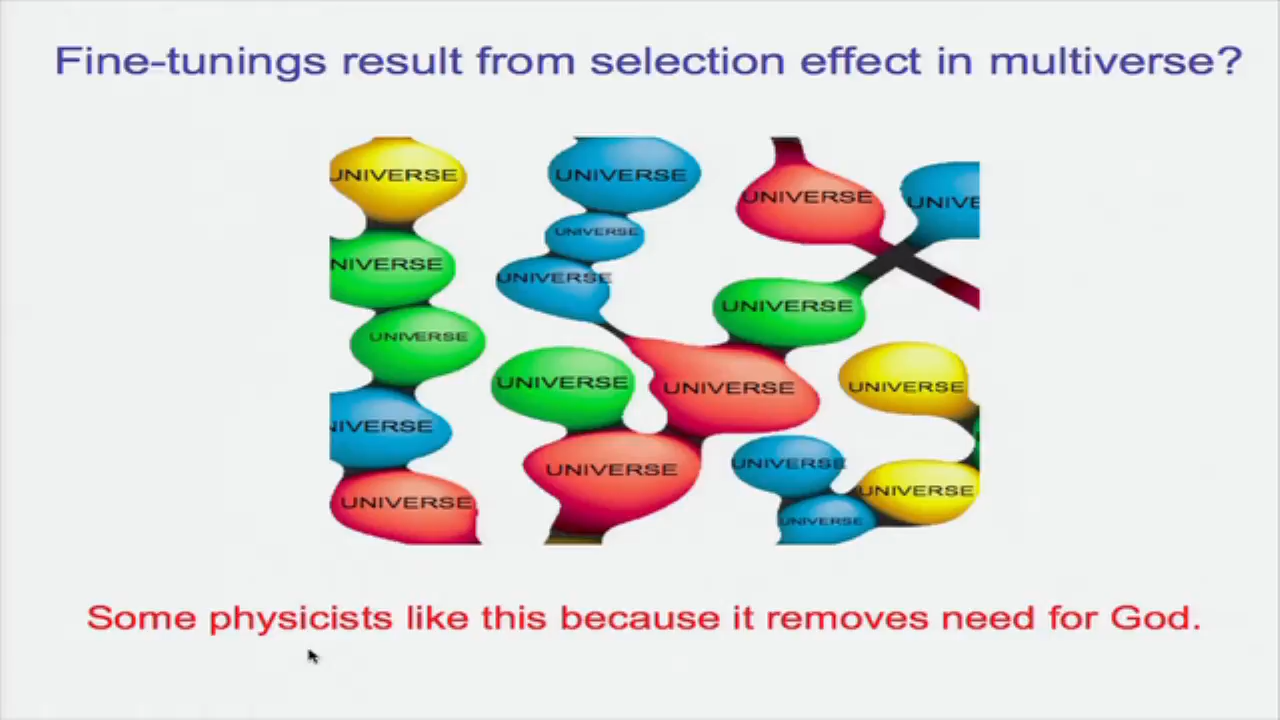 Fine-tunings result from selection effect in multiverse?
UNIVERSE
UNIVERSE
UNIVERSE
UNIVE
UNIVERSE
NIVERSE
UNIVERSE
UNIVERSE
UNIVERSE
UNIVERSE
UNIVERSE
UNIVERSE
UNIVERSE
NIVERSE
UNIVERSE
UNIVERSE
UNIVERSE
UNIVERSE
UNIVERSE
Some physicists like this because it removes need for God.